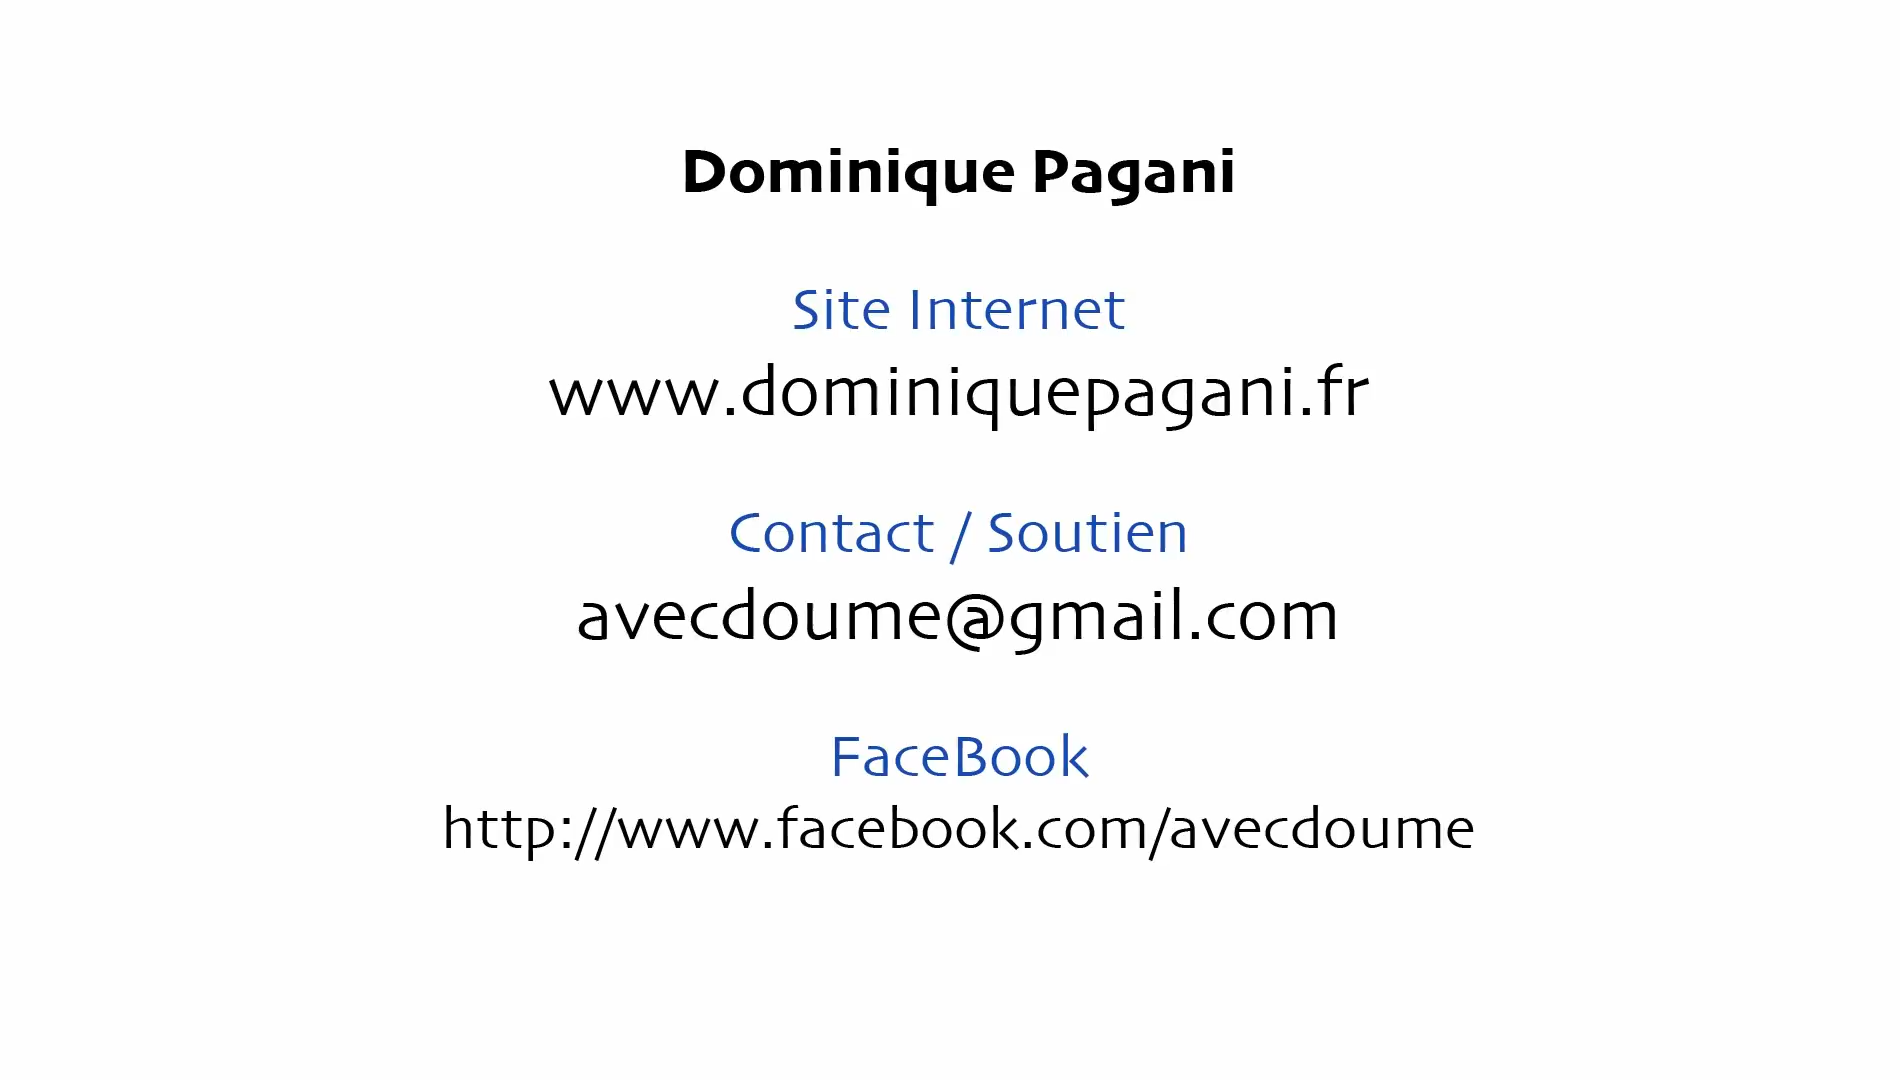 Dominique Pagani
Site Internet
www.dominiquepagani.fr
Contact / Soutien
avecdoume@gmail.com
FaceBook
http://www.facebook.com/avecdoume